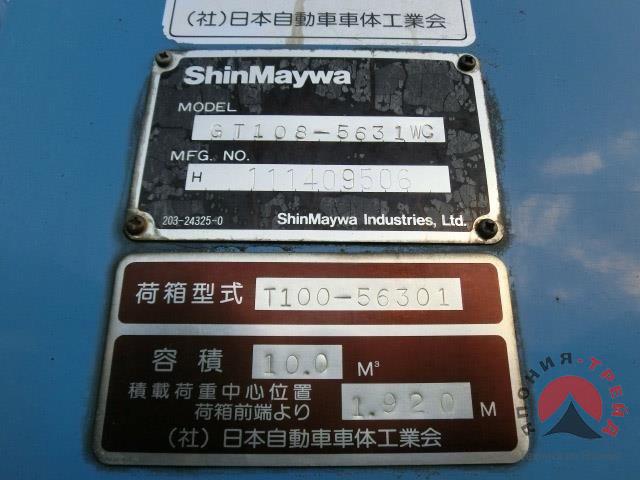 (社)日本自動車車体工業会
ShinMaywa
MODEL
GT108-5631WC
MFG. NO.
H 111409506
203-24325-0 ShinMaywa Industries, Ltd.
荷箱型式 T100-56301
容積 10.0 M³
積載荷重中心位置
荷箱前端より 1.920 M
(社)日本自動車車体工業会
ЯПОНИЯ-ТРЕЙД